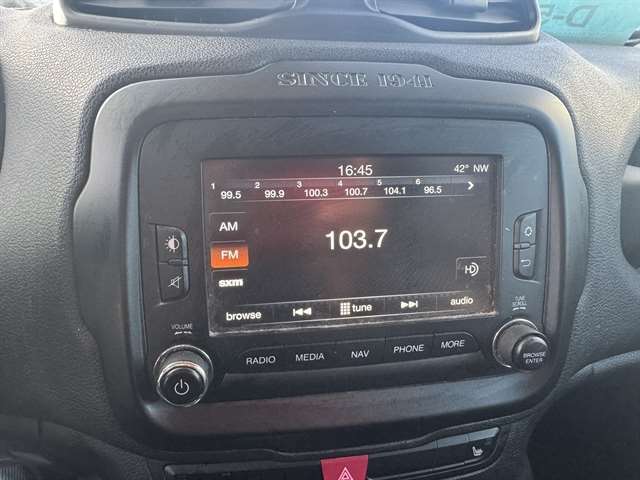 SINCE 1941
16:45
42° NW
1 99.5 2 99.9 3 100.3 4 100.7 5 104.1 6 96.5
AM
103.7
FM
HD
sxm
browse tune audio
VOLUME
TUNE
SCROLL
RADIO MEDIA NAV PHONE MORE
BROWSE
ENTER